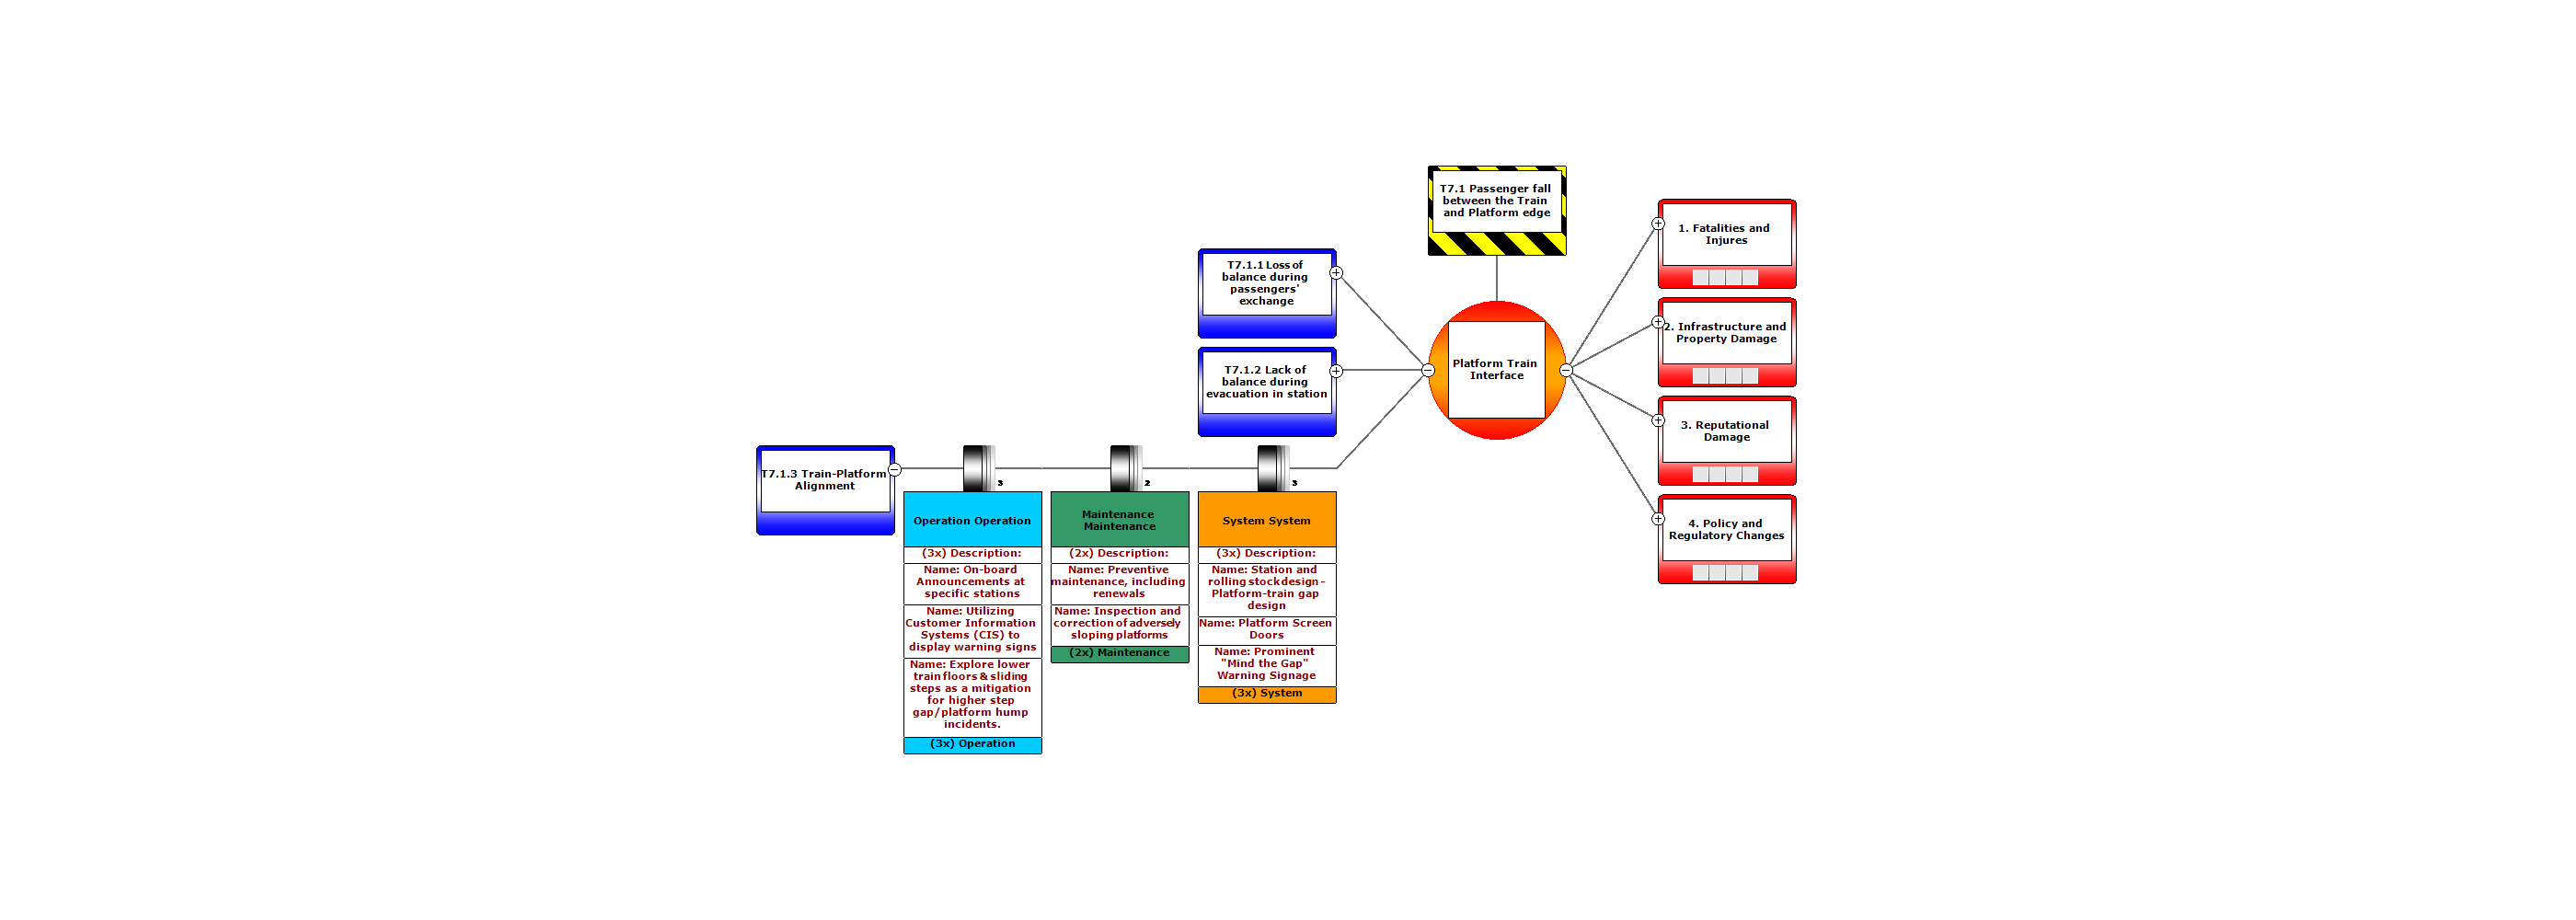 T7.1 Passenger fall
between the Train
and Platform edge
T7.1.1 Loss of
balance during
passengers'
exchange
T7.1.2 Lack of
balance during
evacuation in station
Platform Train
Interface
1. Fatalities and
Injures
2. Infrastructure and
Property Damage
3. Reputational
Damage
4. Policy and
Regulatory Changes
T7.1.3 Train-Platform
Alignment
3
Operation Operation
(3x) Description:
Name: On-board
Announcements at
specific stations
Name: Utilizing
Customer Information
Systems (CIS) to
display warning signs
Name: Explore lower
train floors & sliding
steps as a mitigation
for higher step
gap/platform hump
incidents.
(3x) Operation
2
Maintenance
Maintenance
(2x) Description:
Name: Preventive
maintenance, including
renewals
Name: Inspection and
correction of adversely
sloping platforms
(2x) Maintenance
3
System System
(3x) Description:
Name: Station and
rolling stock design -
Platform-train gap
design
Name: Platform Screen
Doors
Name: Prominent
"Mind the Gap"
Warning Signage
(3x) System